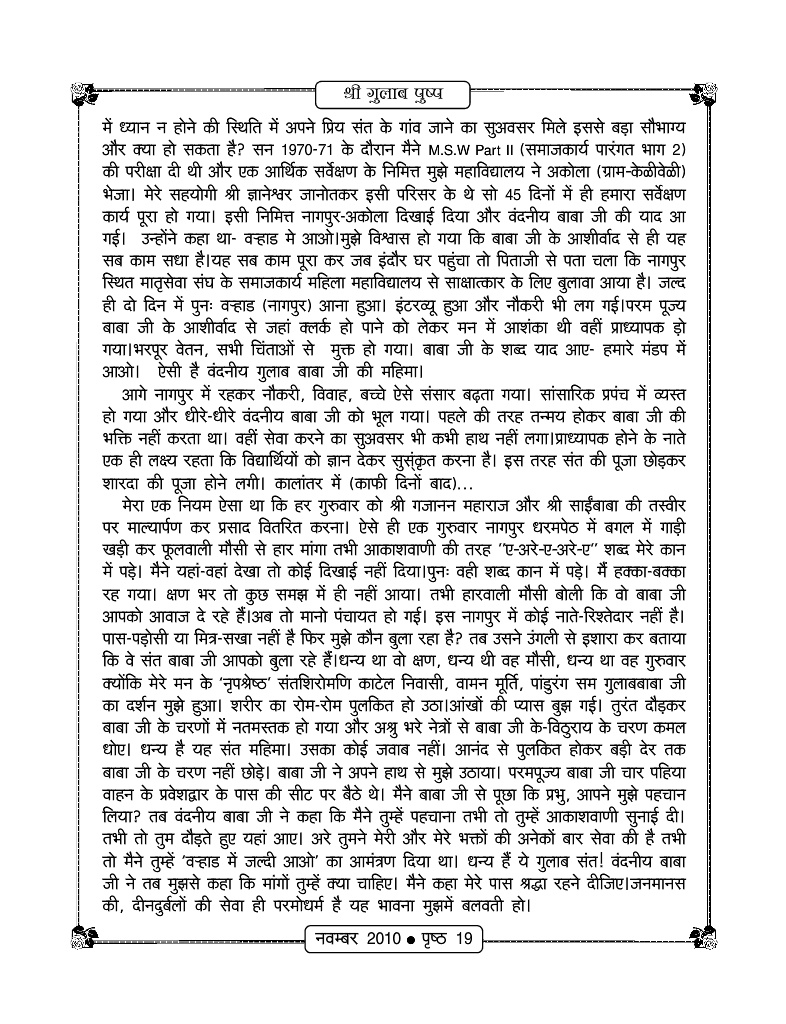 श्री गुलाब पुष्प
में ध्यान न होने की स्थिति में अपने प्रिय संत के गांव जाने का सुअवसर मिले इससे बड़ा सौभाग्य
और क्या हो सकता है? सन 1970-71 के दौरान मैने M.S.W Part II (समाजकार्य पारंगत भाग 2)
की परीक्षा दी थी और एक आर्थिक सर्वेक्षण के निमित्त मुझे महाविद्यालय ने अकोला (ग्राम-केळीवेळी)
भेजा। मेरे सहयोगी श्री ज्ञानेश्वर जानोतकर इसी परिसर के थे सो 45 दिनों में ही हमारा सर्वेक्षण
कार्य पूरा हो गया। इसी निमित्त नागपुर-अकोला दिखाई दिया और वंदनीय बाबा जी की याद आ
गई। उन्होंने कहा था- वऱ्हाड मे आओ।मुझे विश्वास हो गया कि बाबा जी के आशीर्वाद से ही यह
सब काम सधा है।यह सब काम पूरा कर जब इंदौर घर पहुंचा तो पिताजी से पता चला कि नागपुर
स्थित मातृसेवा संघ के समाजकार्य महिला महाविद्यालय से साक्षात्कार के लिए बुलावा आया है। जल्द
ही दो दिन में पुनः वऱ्हाड (नागपुर) आना हुआ। इंटरव्यू हुआ और नौकरी भी लग गई।परम पूज्य
बाबा जी के आशीर्वाद से जहां क्लर्क हो पाने को लेकर मन में आशंका थी वहीं प्राध्यापक ड़ो
गया।भरपूर वेतन, सभी चिंताओं से मुक्त हो गया। बाबा जी के शब्द याद आए- हमारे मंडप में
आओ। ऐसी है वंदनीय गुलाब बाबा जी की महिमा।
आगे नागपुर में रहकर नौकरी, विवाह, बच्चे ऐसे संसार बढ़ता गया। सांसारिक प्रपंच में व्यस्त
हो गया और धीरे-धीरे वंदनीय बाबा जी को भूल गया। पहले की तरह तन्मय होकर बाबा जी की
भक्ति नहीं करता था। वहीं सेवा करने का सुअवसर भी कभी हाथ नहीं लगा।प्राध्यापक होने के नाते
एक ही लक्ष्य रहता कि विद्यार्थियों को ज्ञान देकर सुसंस्कृत करना है। इस तरह संत की पूजा छोड़कर
शारदा की पूजा होने लगी। कालांतर में (काफी दिनों बाद)...
मेरा एक नियम ऐसा था कि हर गुरुवार को श्री गजानन महाराज और श्री साईंबाबा की तस्वीर
पर माल्यार्पण कर प्रसाद वितरित करना। ऐसे ही एक गुरुवार नागपुर धरमपेठ में बगल में गाड़ी
खड़ी कर फूलवाली मौसी से हार मांगा तभी आकाशवाणी की तरह "ए-अरे-ए-अरे-ए" शब्द मेरे कान
में पड़े। मैने यहां-वहां देखा तो कोई दिखाई नहीं दिया।पुनः वही शब्द कान में पड़े। मैं हक्का-बक्का
रह गया। क्षण भर तो कुछ समझ में ही नहीं आया। तभी हारवाली मौसी बोली कि वो बाबा जी
आपको आवाज दे रहे हैं।अब तो मानो पंचायत हो गई। इस नागपुर में कोई नाते-रिश्तेदार नहीं है।
पास-पड़ोसी या मित्र-सखा नहीं है फिर मुझे कौन बुला रहा है? तब उसने उंगली से इशारा कर बताया
कि वे संत बाबा जी आपको बुला रहे हैं।धन्य था वो क्षण, धन्य थी वह मौसी, धन्य था वह गुरुवार
क्योंकि मेरे मन के 'नृपश्रेष्ठ' संतशिरोमणि काटेल निवासी, वामन मूर्ति, पांडुरंग सम गुलाबबाबा जी
का दर्शन मुझे हुआ। शरीर का रोम-रोम पुलकित हो उठा।आंखों की प्यास बुझ गई। तुरंत दौड़कर
बाबा जी के चरणों में नतमस्तक हो गया और अश्रु भरे नेत्रों से बाबा जी के-विठुराय के चरण कमल
धोए। धन्य है यह संत महिमा। उसका कोई जवाब नहीं। आनंद से पुलकित होकर बड़ी देर तक
बाबा जी के चरण नहीं छोड़े। बाबा जी ने अपने हाथ से मुझे उठाया। परमपूज्य बाबा जी चार पहिया
वाहन के प्रवेशद्वार के पास की सीट पर बैठे थे। मैने बाबा जी से पूछा कि प्रभु, आपने मुझे पहचान
लिया? तब वंदनीय बाबा जी ने कहा कि मैने तुम्हें पहचाना तभी तो तुम्हें आकाशवाणी सुनाई दी।
तभी तो तुम दौड़ते हुए यहां आए। अरे तुमने मेरी और मेरे भक्तों की अनेकों बार सेवा की है तभी
तो मैने तुम्हें 'वऱ्हाड में जल्दी आओ' का आमंत्रण दिया था। धन्य हैं ये गुलाब संत! वंदनीय बाबा
जी ने तब मुझसे कहा कि मांगों तुम्हें क्या चाहिए। मैने कहा मेरे पास श्रद्धा रहने दीजिए।जनमानस
की, दीनदुर्बलों की सेवा ही परमोधर्म है यह भावना मुझमें बलवती हो।
नवम्बर 2010 ● पृष्ठ 19